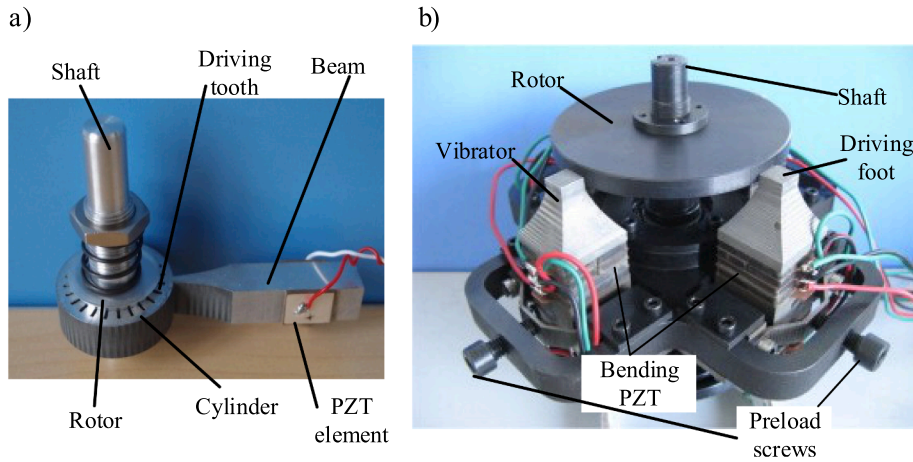 a)
Shaft
Driving
tooth
Beam
Rotor
Cylinder
PZT
element
b)
Rotor
Shaft
Vibrator
Driving
foot
Bending
PZT
Preload
screws